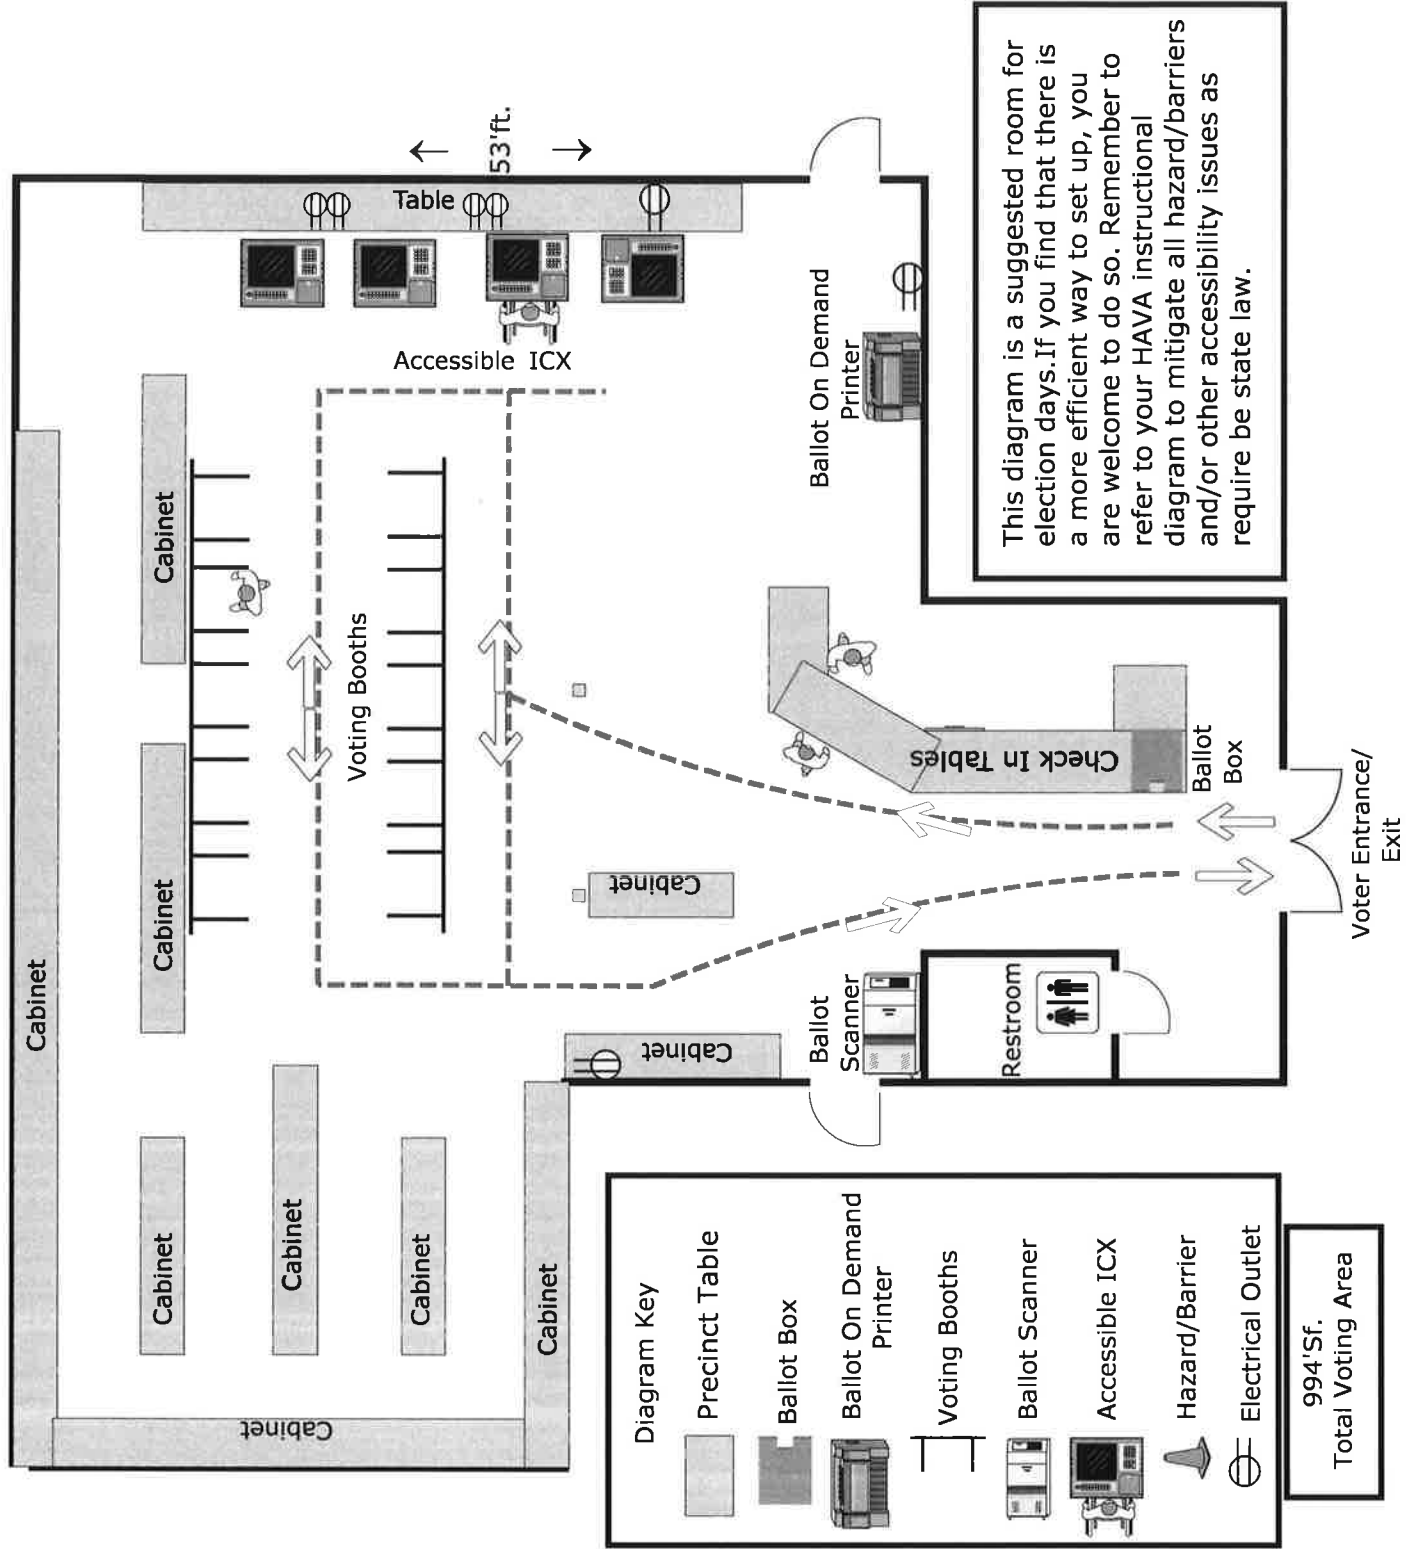 Cabinet
Cabinet
Cabinet
Cabinet
Cabinet
Cabinet
Cabinet
Cabinet
Table
53'ft.
Accessible ICX
Voting Booths
Cabinet
Cabinet
Ballot On Demand
Printer
Check In Tables
Ballot
Box
Ballot
Scanner
Restroom
Voter Entrance/
Exit
This diagram is a suggested room for
election days.If you find that there is
a more efficient way to set up, you
are welcome to do so. Remember to
refer to your HAVA instructional
diagram to mitigate all hazard/barriers
and/or other accessibility issues as
require be state law.
Diagram Key
Precinct Table
Ballot Box
Ballot On Demand
Printer
Voting Booths
Ballot Scanner
Accessible ICX
Hazard/Barrier
Electrical Outlet
994'Sf.
Total Voting Area